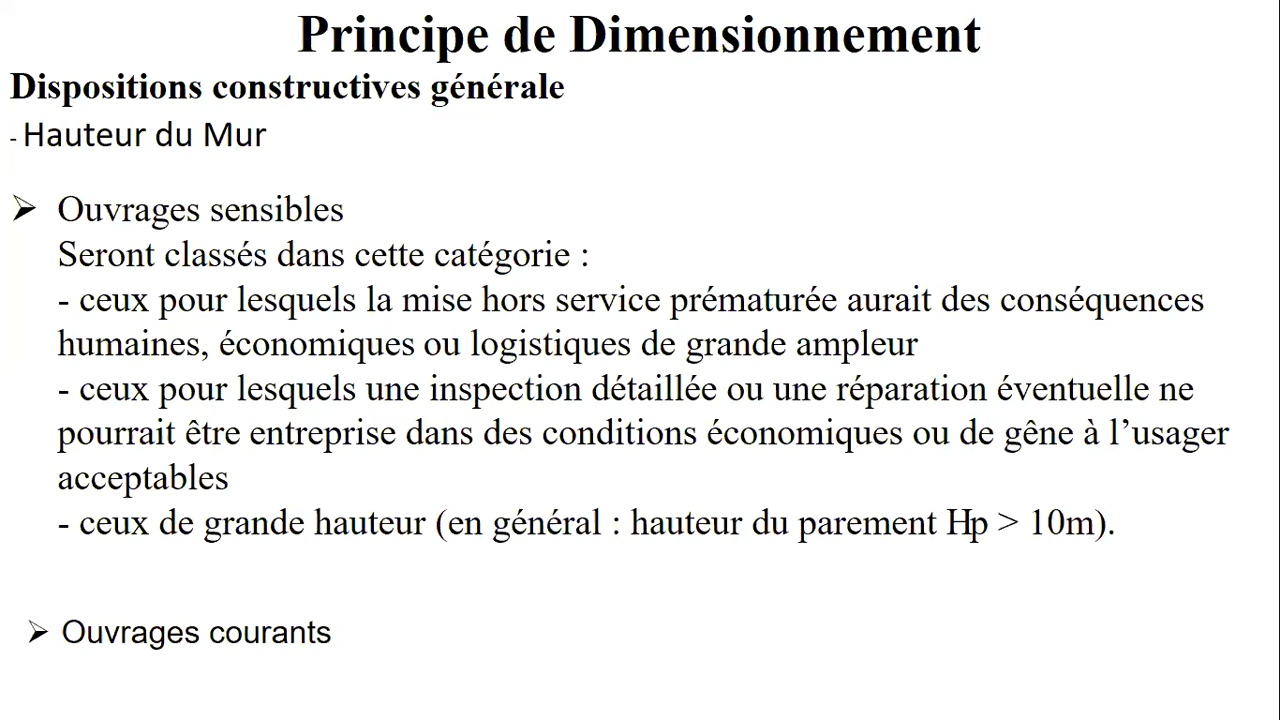 Principe de Dimensionnement
Dispositions constructives générale
- Hauteur du Mur
➢ Ouvrages sensibles
Seront classés dans cette catégorie :
- ceux pour lesquels la mise hors service prématurée aurait des conséquences
humaines, économiques ou logistiques de grande ampleur
- ceux pour lesquels une inspection détaillée ou une réparation éventuelle ne
pourrait être entreprise dans des conditions économiques ou de gêne à l’usager
acceptables
- ceux de grande hauteur (en général : hauteur du parement Hp > 10m).
➢ Ouvrages courants